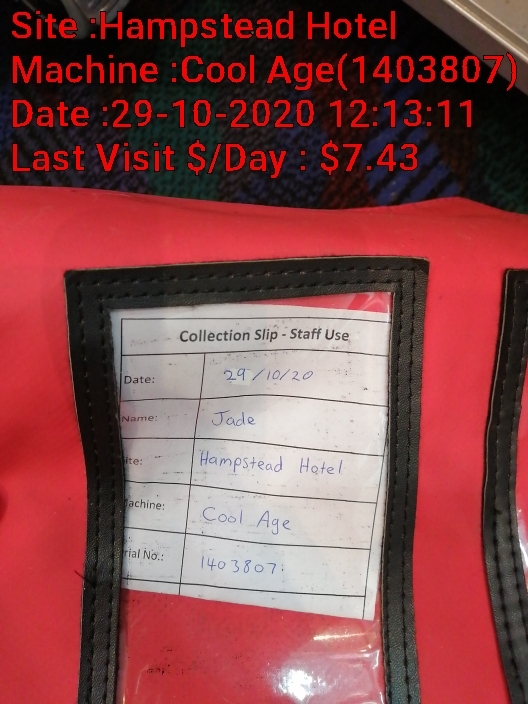 Site :Hampstead Hotel
Machine :Cool Age(1403807)
Date :29-10-2020 12:13:11
Last Visit $/Day : $7.43
Collection Slip - Staff Use
Date: 29/10/20
Name: Jade
ite: Hampstead Hotel
achine: Cool Age
rial No.: 1403807